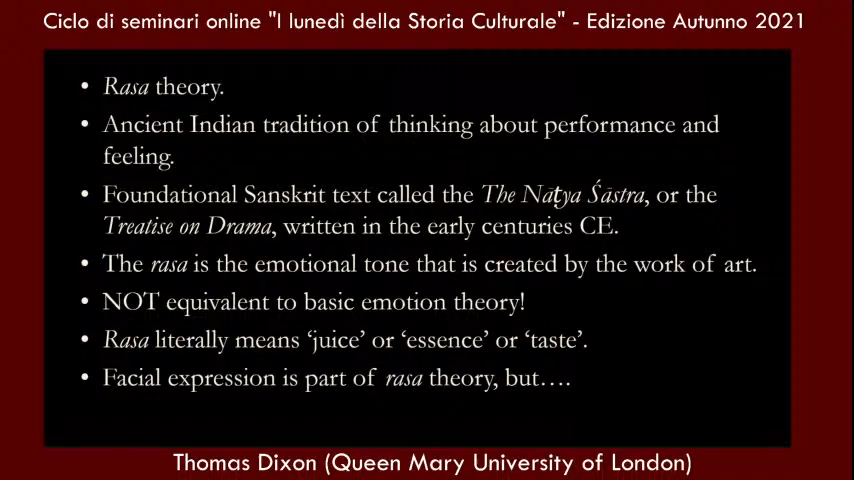 Ciclo di seminari online "I lunedì della Storia Culturale" - Edizione Autunno 2021
• Rasa theory.
• Ancient Indian tradition of thinking about performance and
feeling.
• Foundational Sanskrit text called the The Nāṭya Śāstra, or the
Treatise on Drama, written in the early centuries CE.
• The rasa is the emotional tone that is created by the work of art.
• NOT equivalent to basic emotion theory!
• Rasa literally means ‘juice’ or ‘essence’ or ‘taste’.
• Facial expression is part of rasa theory, but….
Thomas Dixon (Queen Mary University of London)